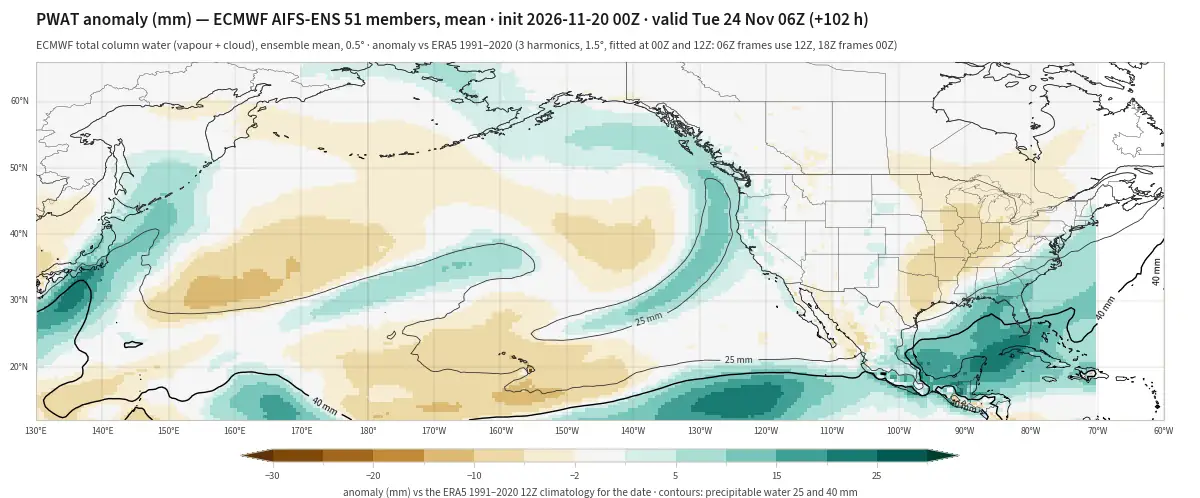 PWAT anomaly (mm) — ECMWF AIFS-ENS 51 members, mean · init 2026-11-20 00Z · valid Tue 24 Nov 06Z (+102 h)
ECMWF total column water (vapour + cloud), ensemble mean, 0.5° · anomaly vs ERA5 1991–2020 (3 harmonics, 1.5°, fitted at 00Z and 12Z: 06Z frames use 12Z, 18Z frames 00Z)
60°N
50°N
40°N
30°N
20°N
40 mm
40 mm
25 mm
25 mm
40 mm
130°E 140°E 150°E 160°E 170°E 180° 170°W 160°W 150°W 140°W 130°W 120°W 110°W 100°W 90°W 80°W 70°W 60°W
−30 −20 −10 −2 5 15 25
anomaly (mm) vs the ERA5 1991–2020 12Z climatology for the date · contours: precipitable water 25 and 40 mm